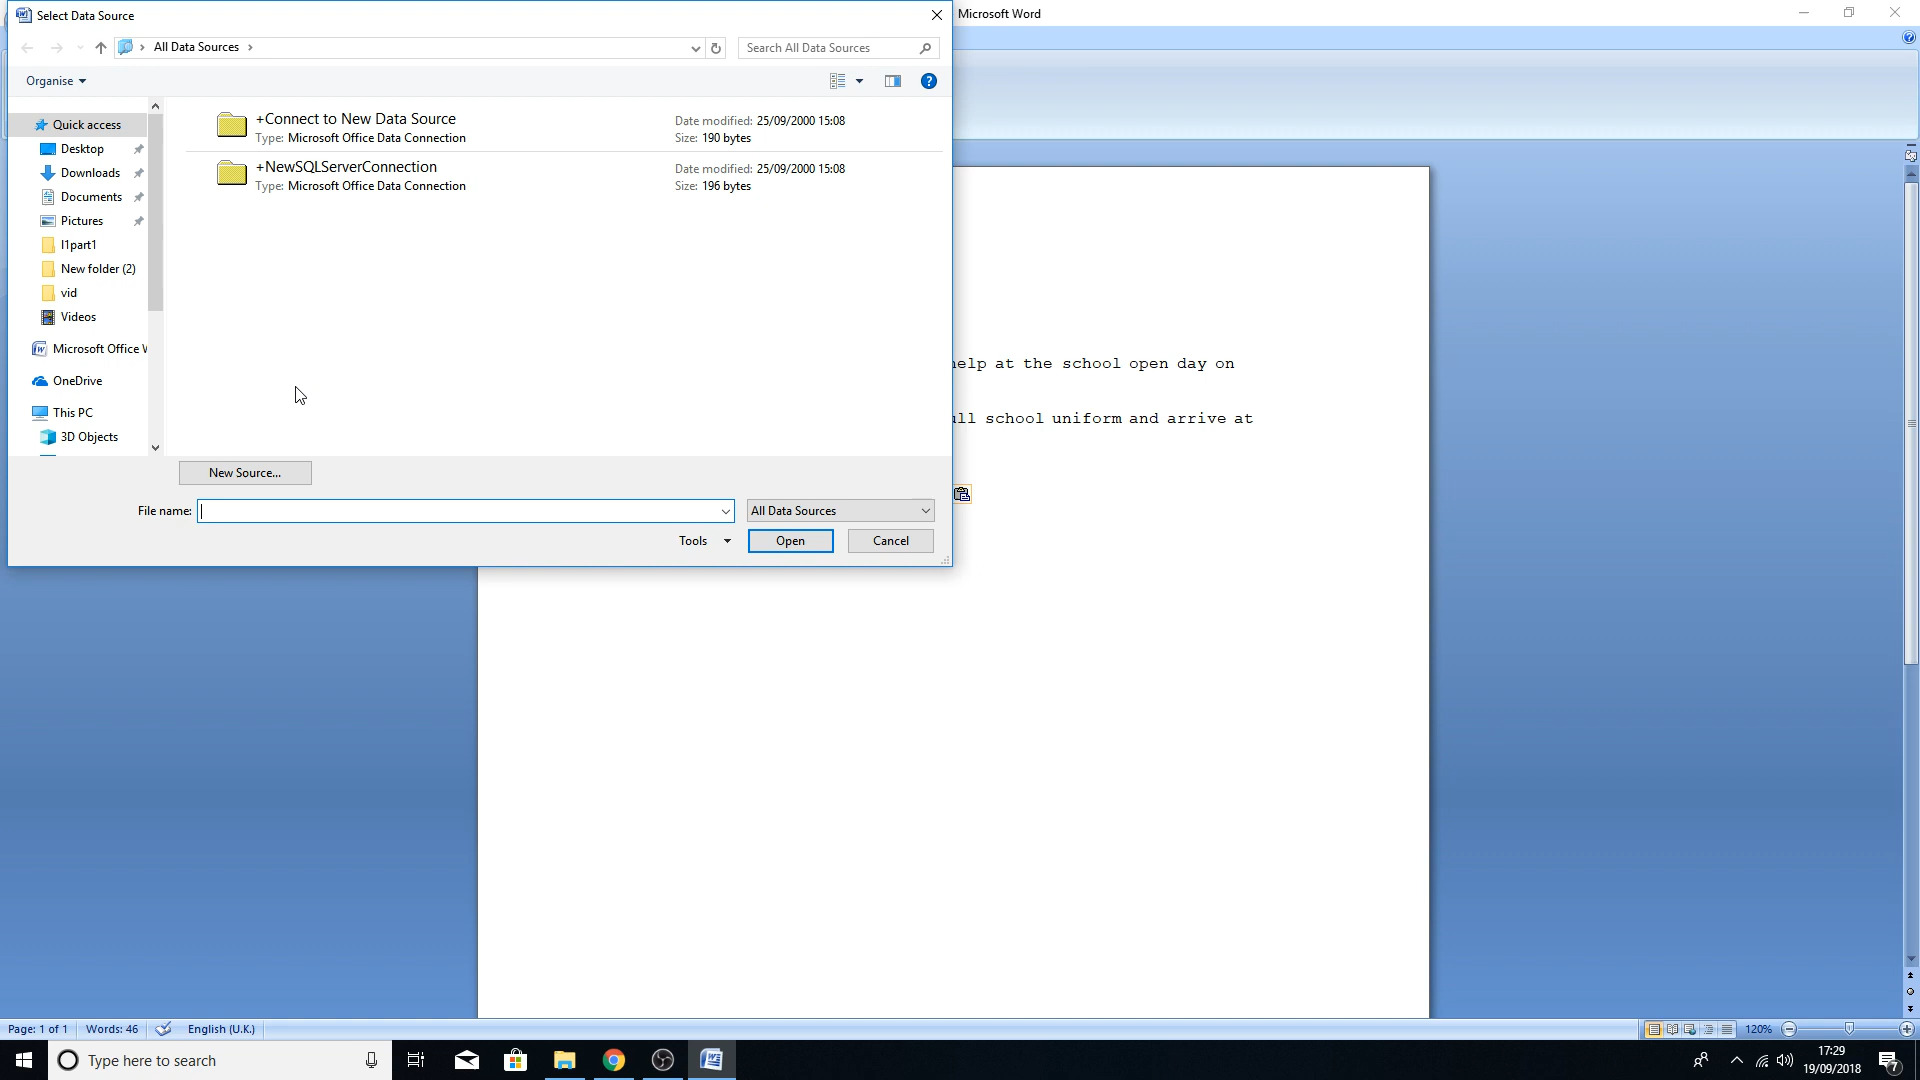 Select Data Source
Microsoft Word
All Data Sources
Search All Data Sources
Organise
Quick access
Desktop
Downloads
Documents
Pictures
l1part1
New folder (2)
vid
Videos
Microsoft Office
OneDrive
This PC
3D Objects
+Connect to New Data Source
Type: Microsoft Office Data Connection
Date modified: 25/09/2000 15:08
Size: 190 bytes
+NewSQLServerConnection
Type: Microsoft Office Data Connection
Date modified: 25/09/2000 15:08
Size: 196 bytes
New Source...
File name:
All Data Sources
Tools
Open
Cancel
help at the school open day on
school uniform and arrive at
Page: 1 of 1
Words: 46
English (U.K.)
120%
Type here to search
17:29
19/09/2018
7